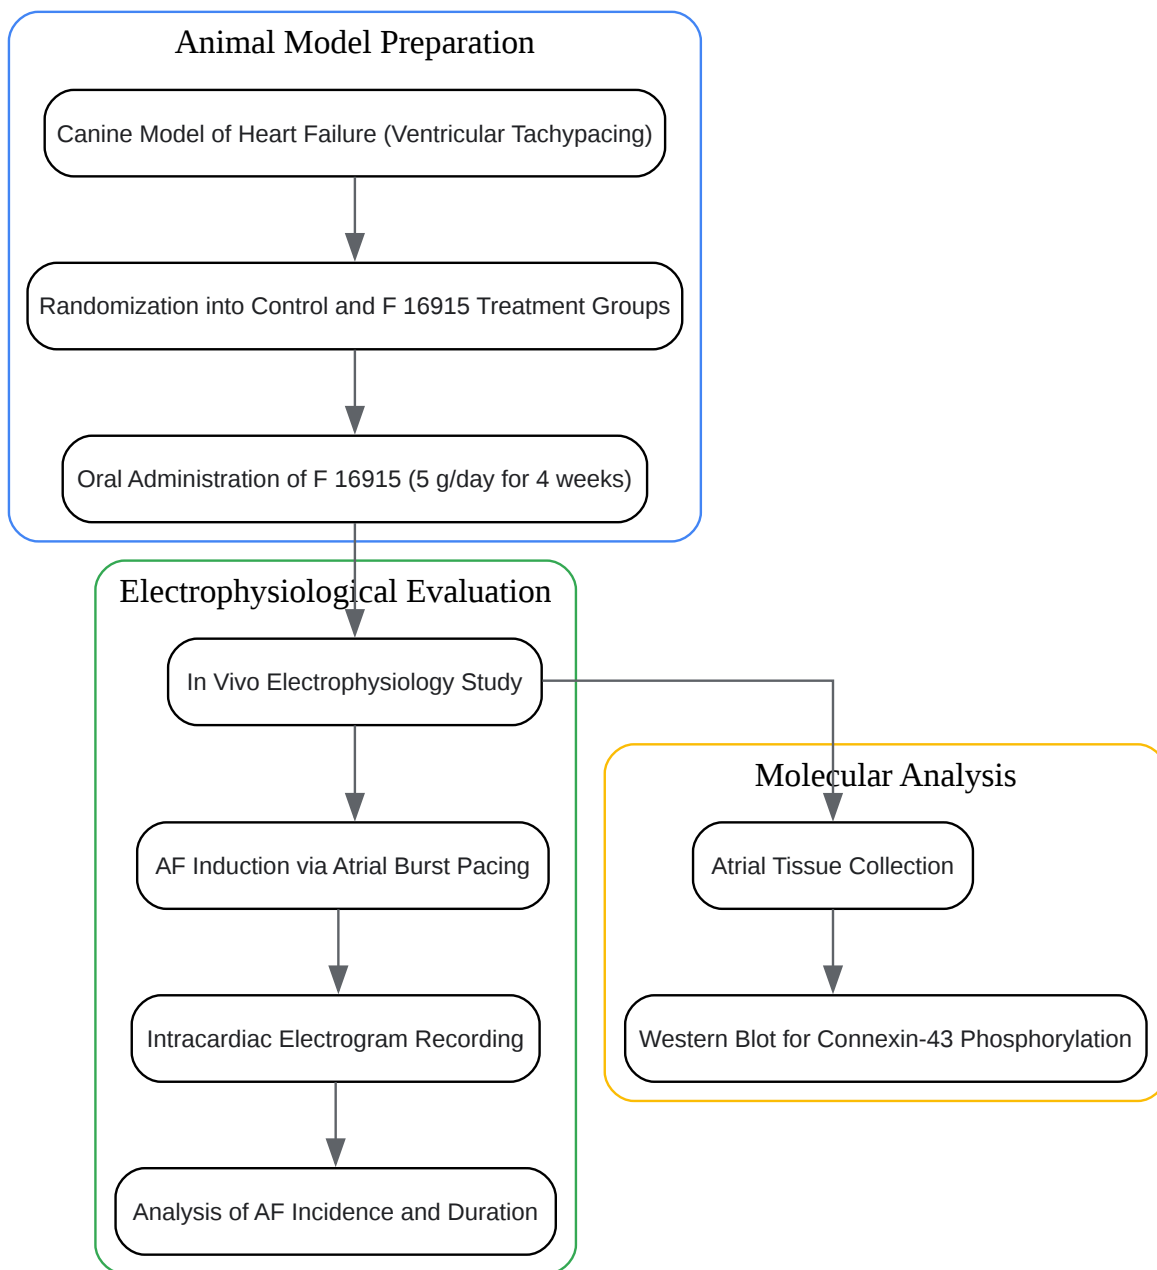 Animal Model Preparation
Canine Model of Heart Failure (Ventricular Tachypacing)
Randomization into Control and F 16915 Treatment Groups
Oral Administration of F 16915 (5 g/day for 4 weeks)
Electrophysiological Evaluation
In Vivo Electrophysiology Study
AF Induction via Atrial Burst Pacing
Intracardiac Electrogram Recording
Analysis of AF Incidence and Duration
Molecular Analysis
Atrial Tissue Collection
Western Blot for Connexin-43 Phosphorylation